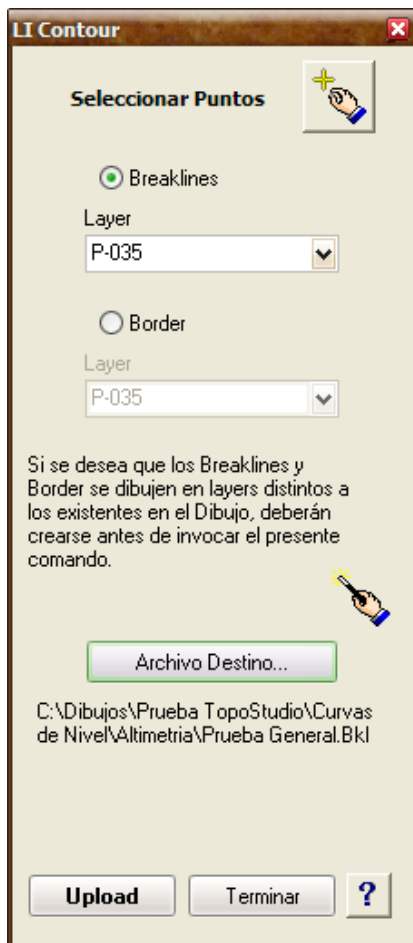 LI Contour
Seleccionar Puntos
Breaklines
Layer
P-035
Border
Layer
P-035
Si se desea que los Breaklines y
Border se dibujen en layers distintos a
los existentes en el Dibujo, deberán
crearse antes de invocar el presente
comando.
Archivo Destino...
C:\Dibujos\Prueba TopoStudio\Curvas
de Nivel\Altimetria\Prueba General.Bkl
Upload
Terminar
?